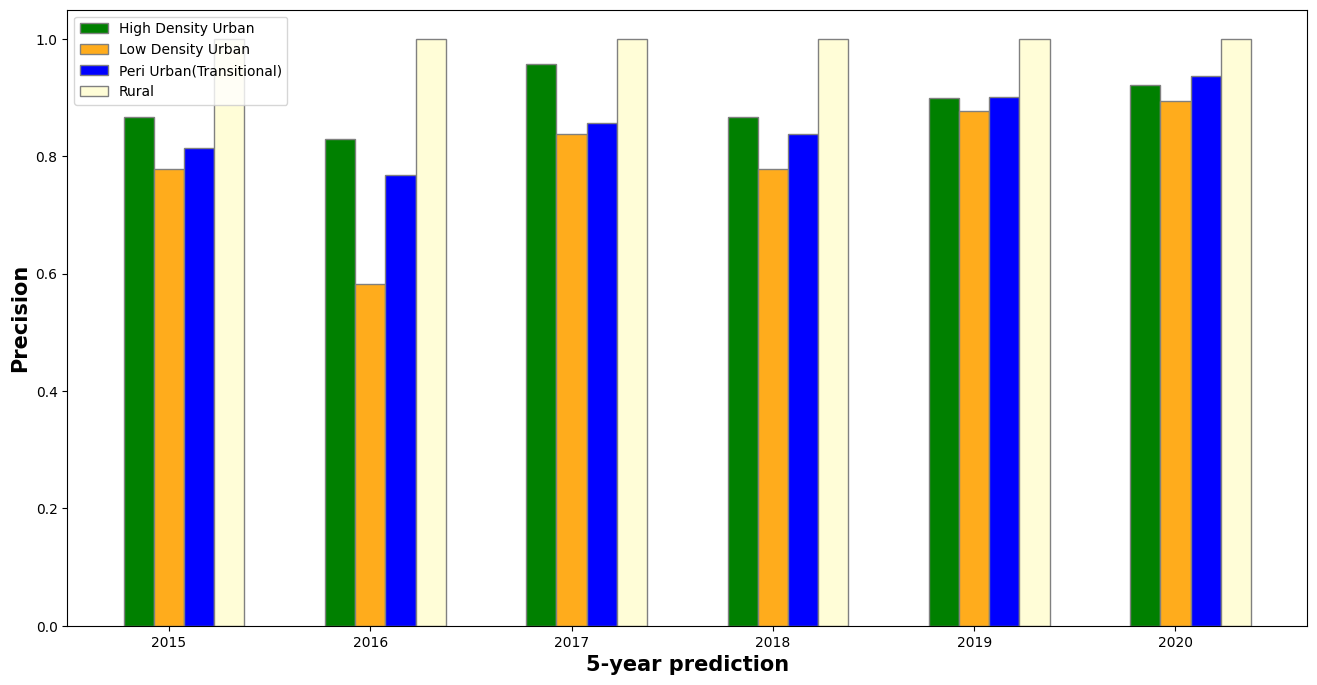 High Density Urban
Low Density Urban
Peri Urban(Transitional)
Rural
Precision
1.0
0.8
0.6
0.4
0.2
0.0
2015 2016 2017 2018 2019 2020
5-year prediction